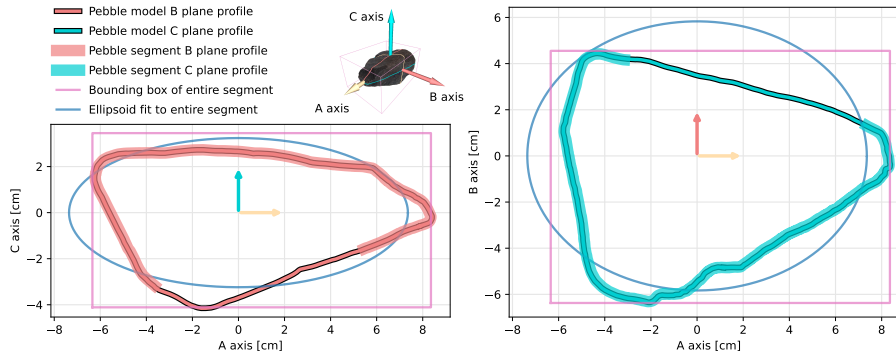 Pebble model B plane profile
Pebble model C plane profile
Pebble segment B plane profile
Pebble segment C plane profile
Bounding box of entire segment
Ellipsoid fit to entire segment
C axis
A axis
B axis
C axis [cm]
2
0
−2
−4
−8
−6
−4
−2
0
2
4
6
8
A axis [cm]
B axis [cm]
4
2
0
−2
−4
−6
−8
−6
−4
−2
0
2
4
6
8
A axis [cm]